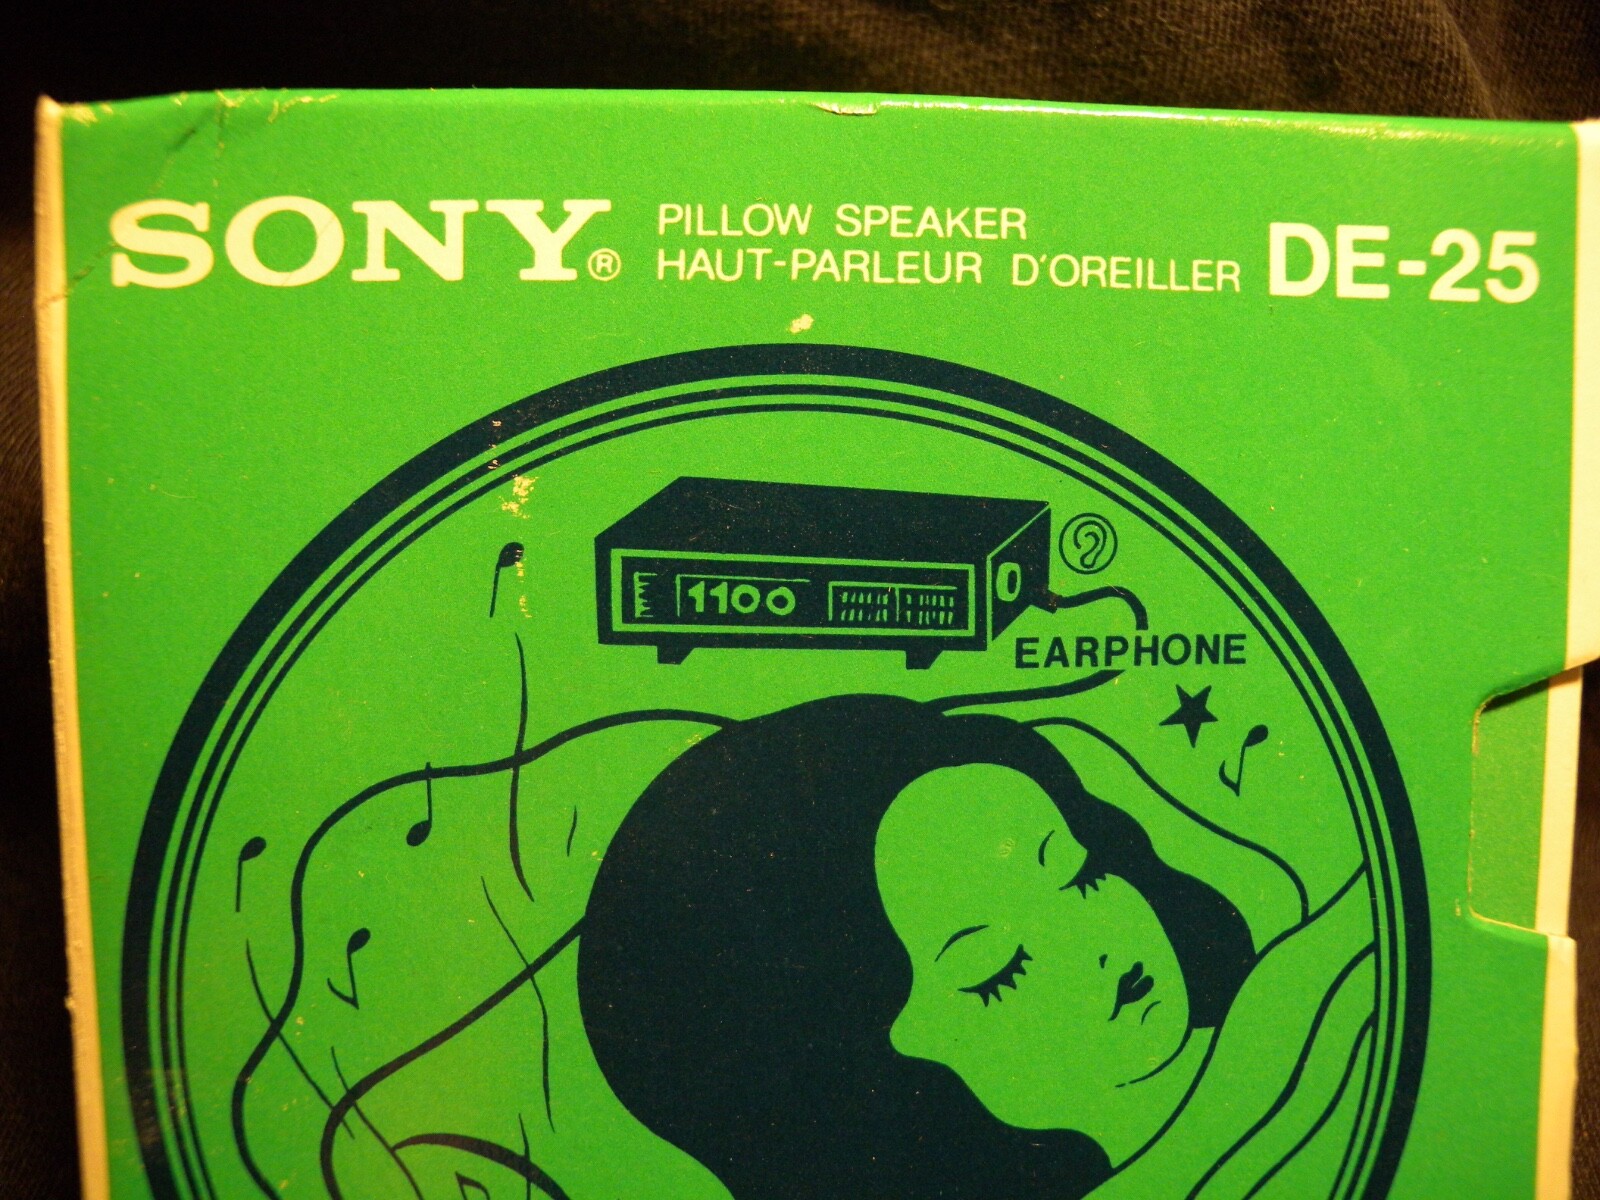 SONY®
PILLOW SPEAKER
HAUT-PARLEUR D'OREILLER
DE-25
1100
EARPHONE